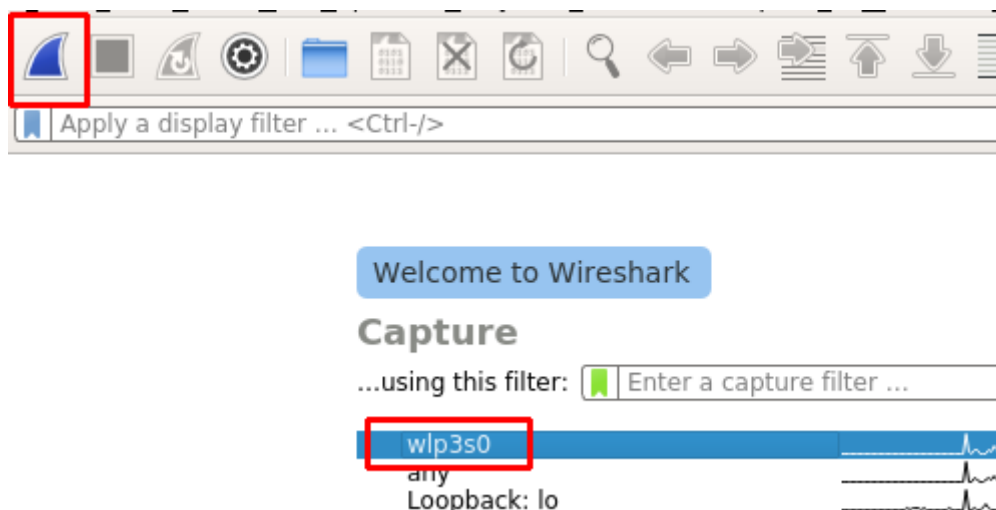 Apply a display filter ... <Ctrl-/>
Welcome to Wireshark
Capture
...using this filter: Enter a capture filter ...
wlp3s0
any
Loopback: lo